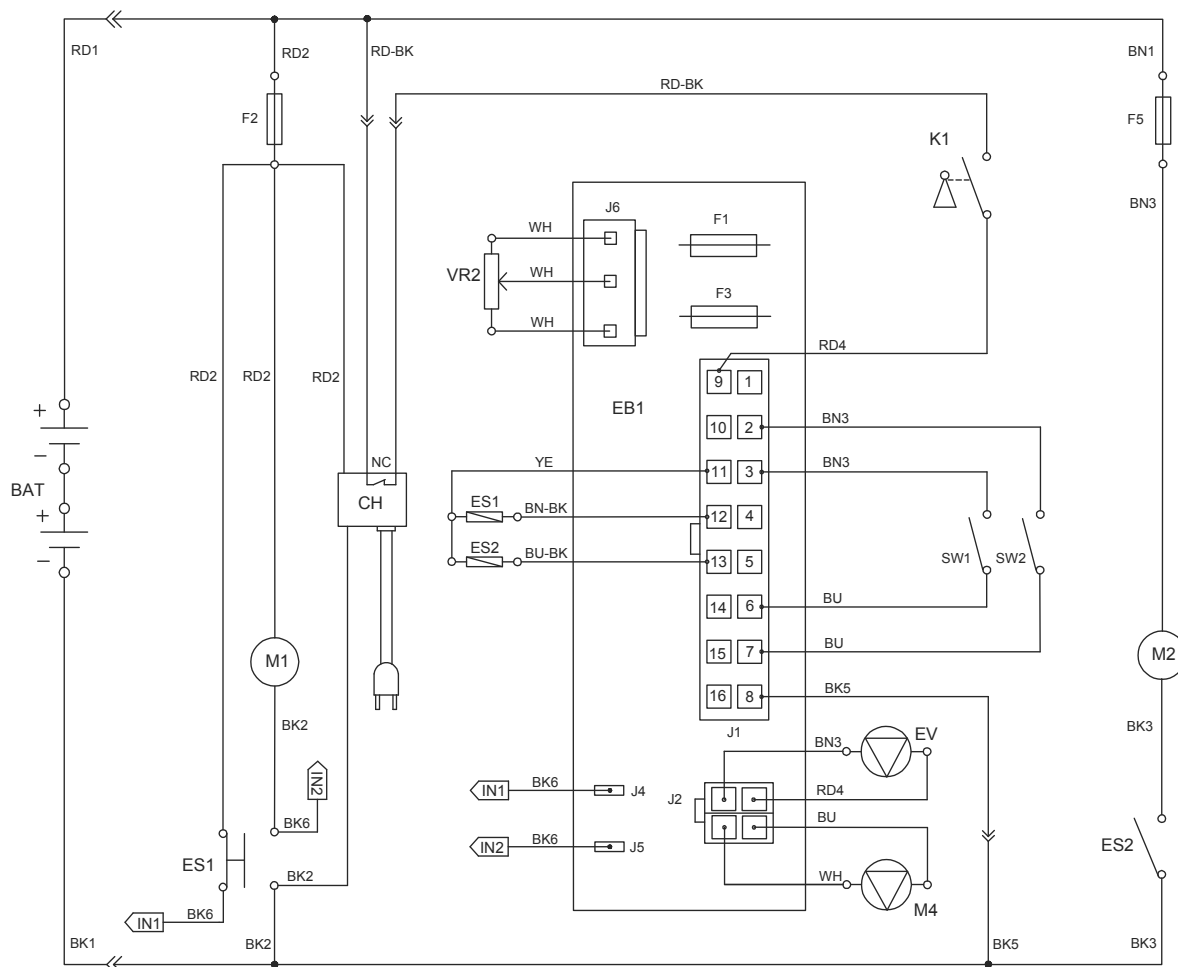 RD1
RD2
RD-BK
BN1
RD-BK
F2
F5
K1
J6
F1
BN3
WH
VR2
WH
F3
WH
RD4
RD2
RD2
RD2
9
1
EB1
+
10
2
BN3
−
NC
YE
11
3
BN3
BAT
CH
ES1
BN-BK
12
4
+
ES2
BU-BK
13
5
SW1
SW2
−
14
6
BU
M1
15
7
BU
M2
16
8
BK5
BK2
J1
BK3
BN3
EV
IN2
IN1
BK6
J4
J2
RD4
BK6
BU
IN2
BK6
J5
ES1
ES2
BK2
WH
M4
IN1
BK6
BK1
BK2
BK5
BK3